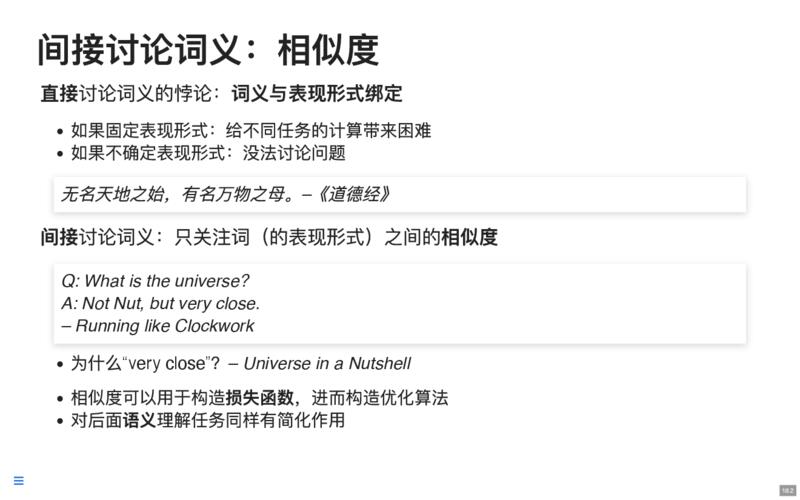 间接讨论词义：相似度
直接讨论词义的悖论：词义与表现形式绑定
• 如果固定表现形式：给不同任务的计算带来困难
• 如果不确定表现形式：没法讨论问题
无名天地之始，有名万物之母。–《道德经》
间接讨论词义：只关注词（的表现形式）之间的相似度
Q: What is the universe?
A: Not Nut, but very close.
– Running like Clockwork
• 为什么“very close”? – Universe in a Nutshell
• 相似度可以用于构造损失函数，进而构造优化算法
• 对后面语义理解任务同样有简化作用
18.2